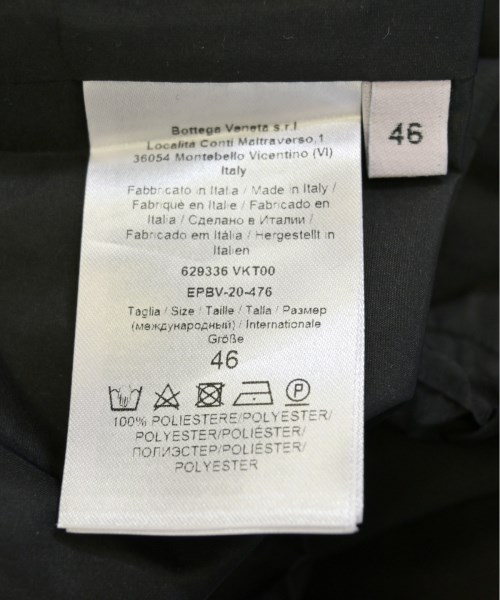 Bottega Veneta s.r.l
Località Conti Maltraverso,1
36054 Montebello Vicentino (VI)
Italy
Fabbricato in Italia / Made in Italy /
Fabriqué en Italie / Fabricado en
Italia / Сделано в Италии /
Fabricado em Itália / Hergestellt in
Italien
629336 VKT00
EPBV-20-476
Taglia / Size / Taille / Talla / Размер
(международный) / Internationale
Größe
46
100% POLIESTERE/POLYESTER/
POLYESTER/POLIÉSTER/
ПОЛИЭСТЕР/POLIÉSTER/
POLYESTER
46